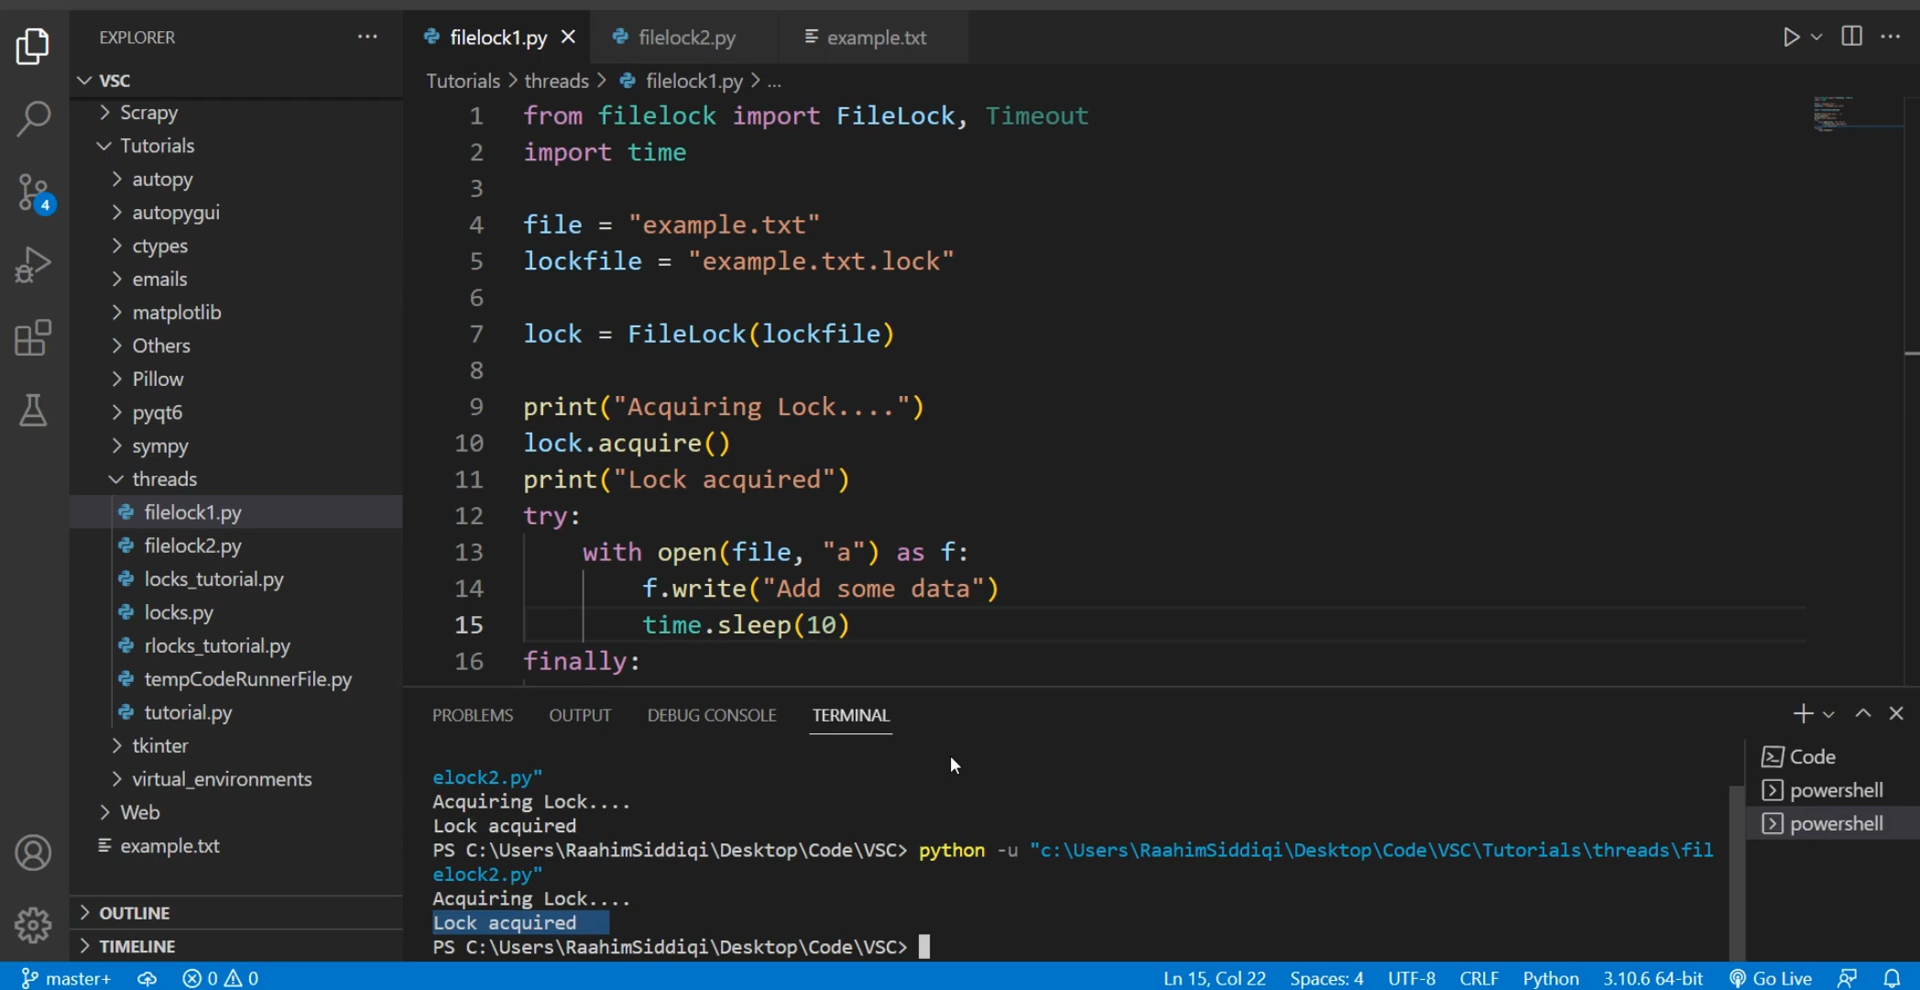 EXPLORER
VSC
Scrapy
Tutorials
autopy
autopygui
ctypes
emails
matplotlib
Others
Pillow
pyqt6
sympy
threads
filelock1.py
filelock2.py
locks_tutorial.py
locks.py
rlocks_tutorial.py
tempCodeRunnerFile.py
tutorial.py
tkinter
virtual_environments
Web
example.txt
OUTLINE
TIMELINE
4
filelock1.py filelock2.py example.txt
Tutorials > threads > filelock1.py > ...
1 from filelock import FileLock, Timeout
2 import time
3
4 file = "example.txt"
5 lockfile = "example.txt.lock"
6
7 lock = FileLock(lockfile)
8
9 print("Acquiring Lock....")
10 lock.acquire()
11 print("Lock acquired")
12 try:
13 with open(file, "a") as f:
14 f.write("Add some data")
15 time.sleep(10)
16 finally:
PROBLEMS OUTPUT DEBUG CONSOLE TERMINAL
elock2.py"
Acquiring Lock....
Lock acquired
PS C:\Users\RaahimSiddiqi\Desktop\Code\VSC> python -u "c:\Users\RaahimSiddiqi\Desktop\Code\VSC\Tutorials\threads\fil
elock2.py"
Acquiring Lock....
Lock acquired
PS C:\Users\RaahimSiddiqi\Desktop\Code\VSC>
Code
powershell
powershell
master+ 0 0 Ln 15, Col 22 Spaces: 4 UTF-8 CRLF Python 3.10.6 64-bit Go Live